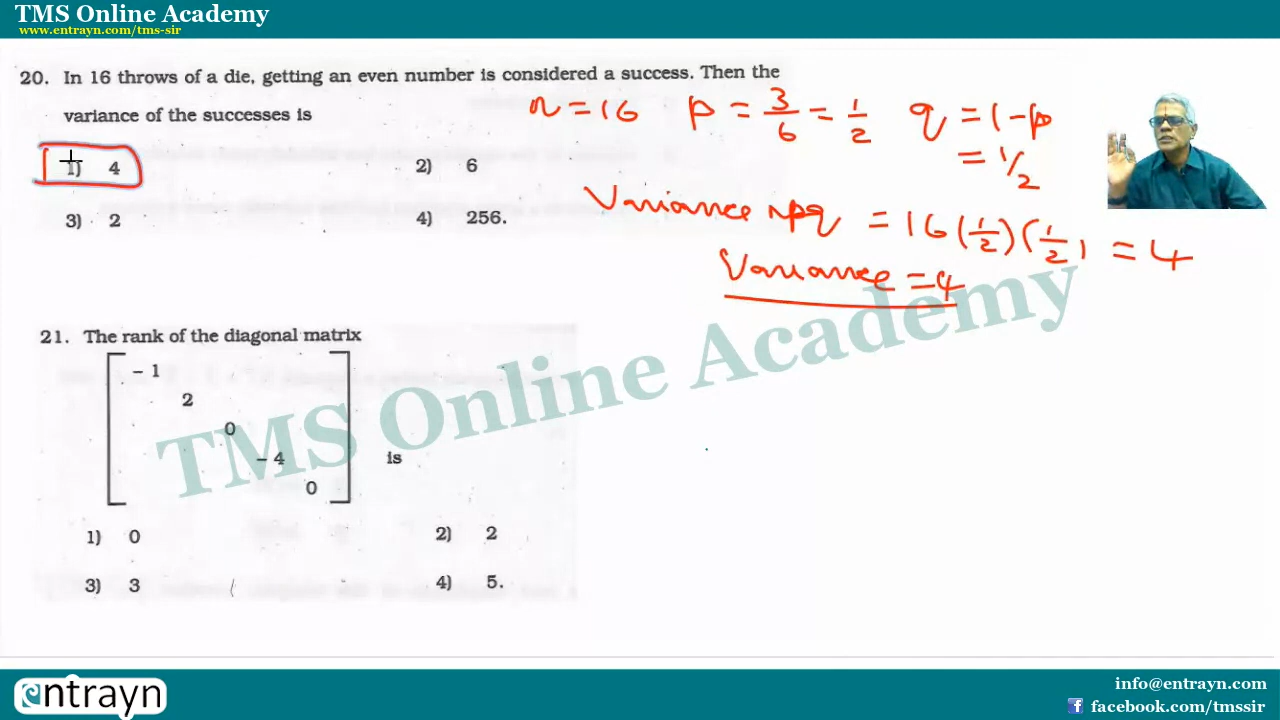 TMS Online Academy
www.entrayn.com/tms-sir
20. In 16 throws of a die, getting an even number is considered a success. Then the
variance of the successes is
1) 4 2) 6
3) 2 4) 256.
n = 16 p = 3/6 = 1/2 q = 1 - p
= 1/2
Variance npq = 16 (1/2) (1/2) = 4
Variance = 4
TMS Online Academy
21. The rank of the diagonal matrix
- 1
2
0
- 4 is
0
1) 0 2) 2
3) 3 4) 5.
entrayn
info@entrayn.com
facebook.com/tmssir